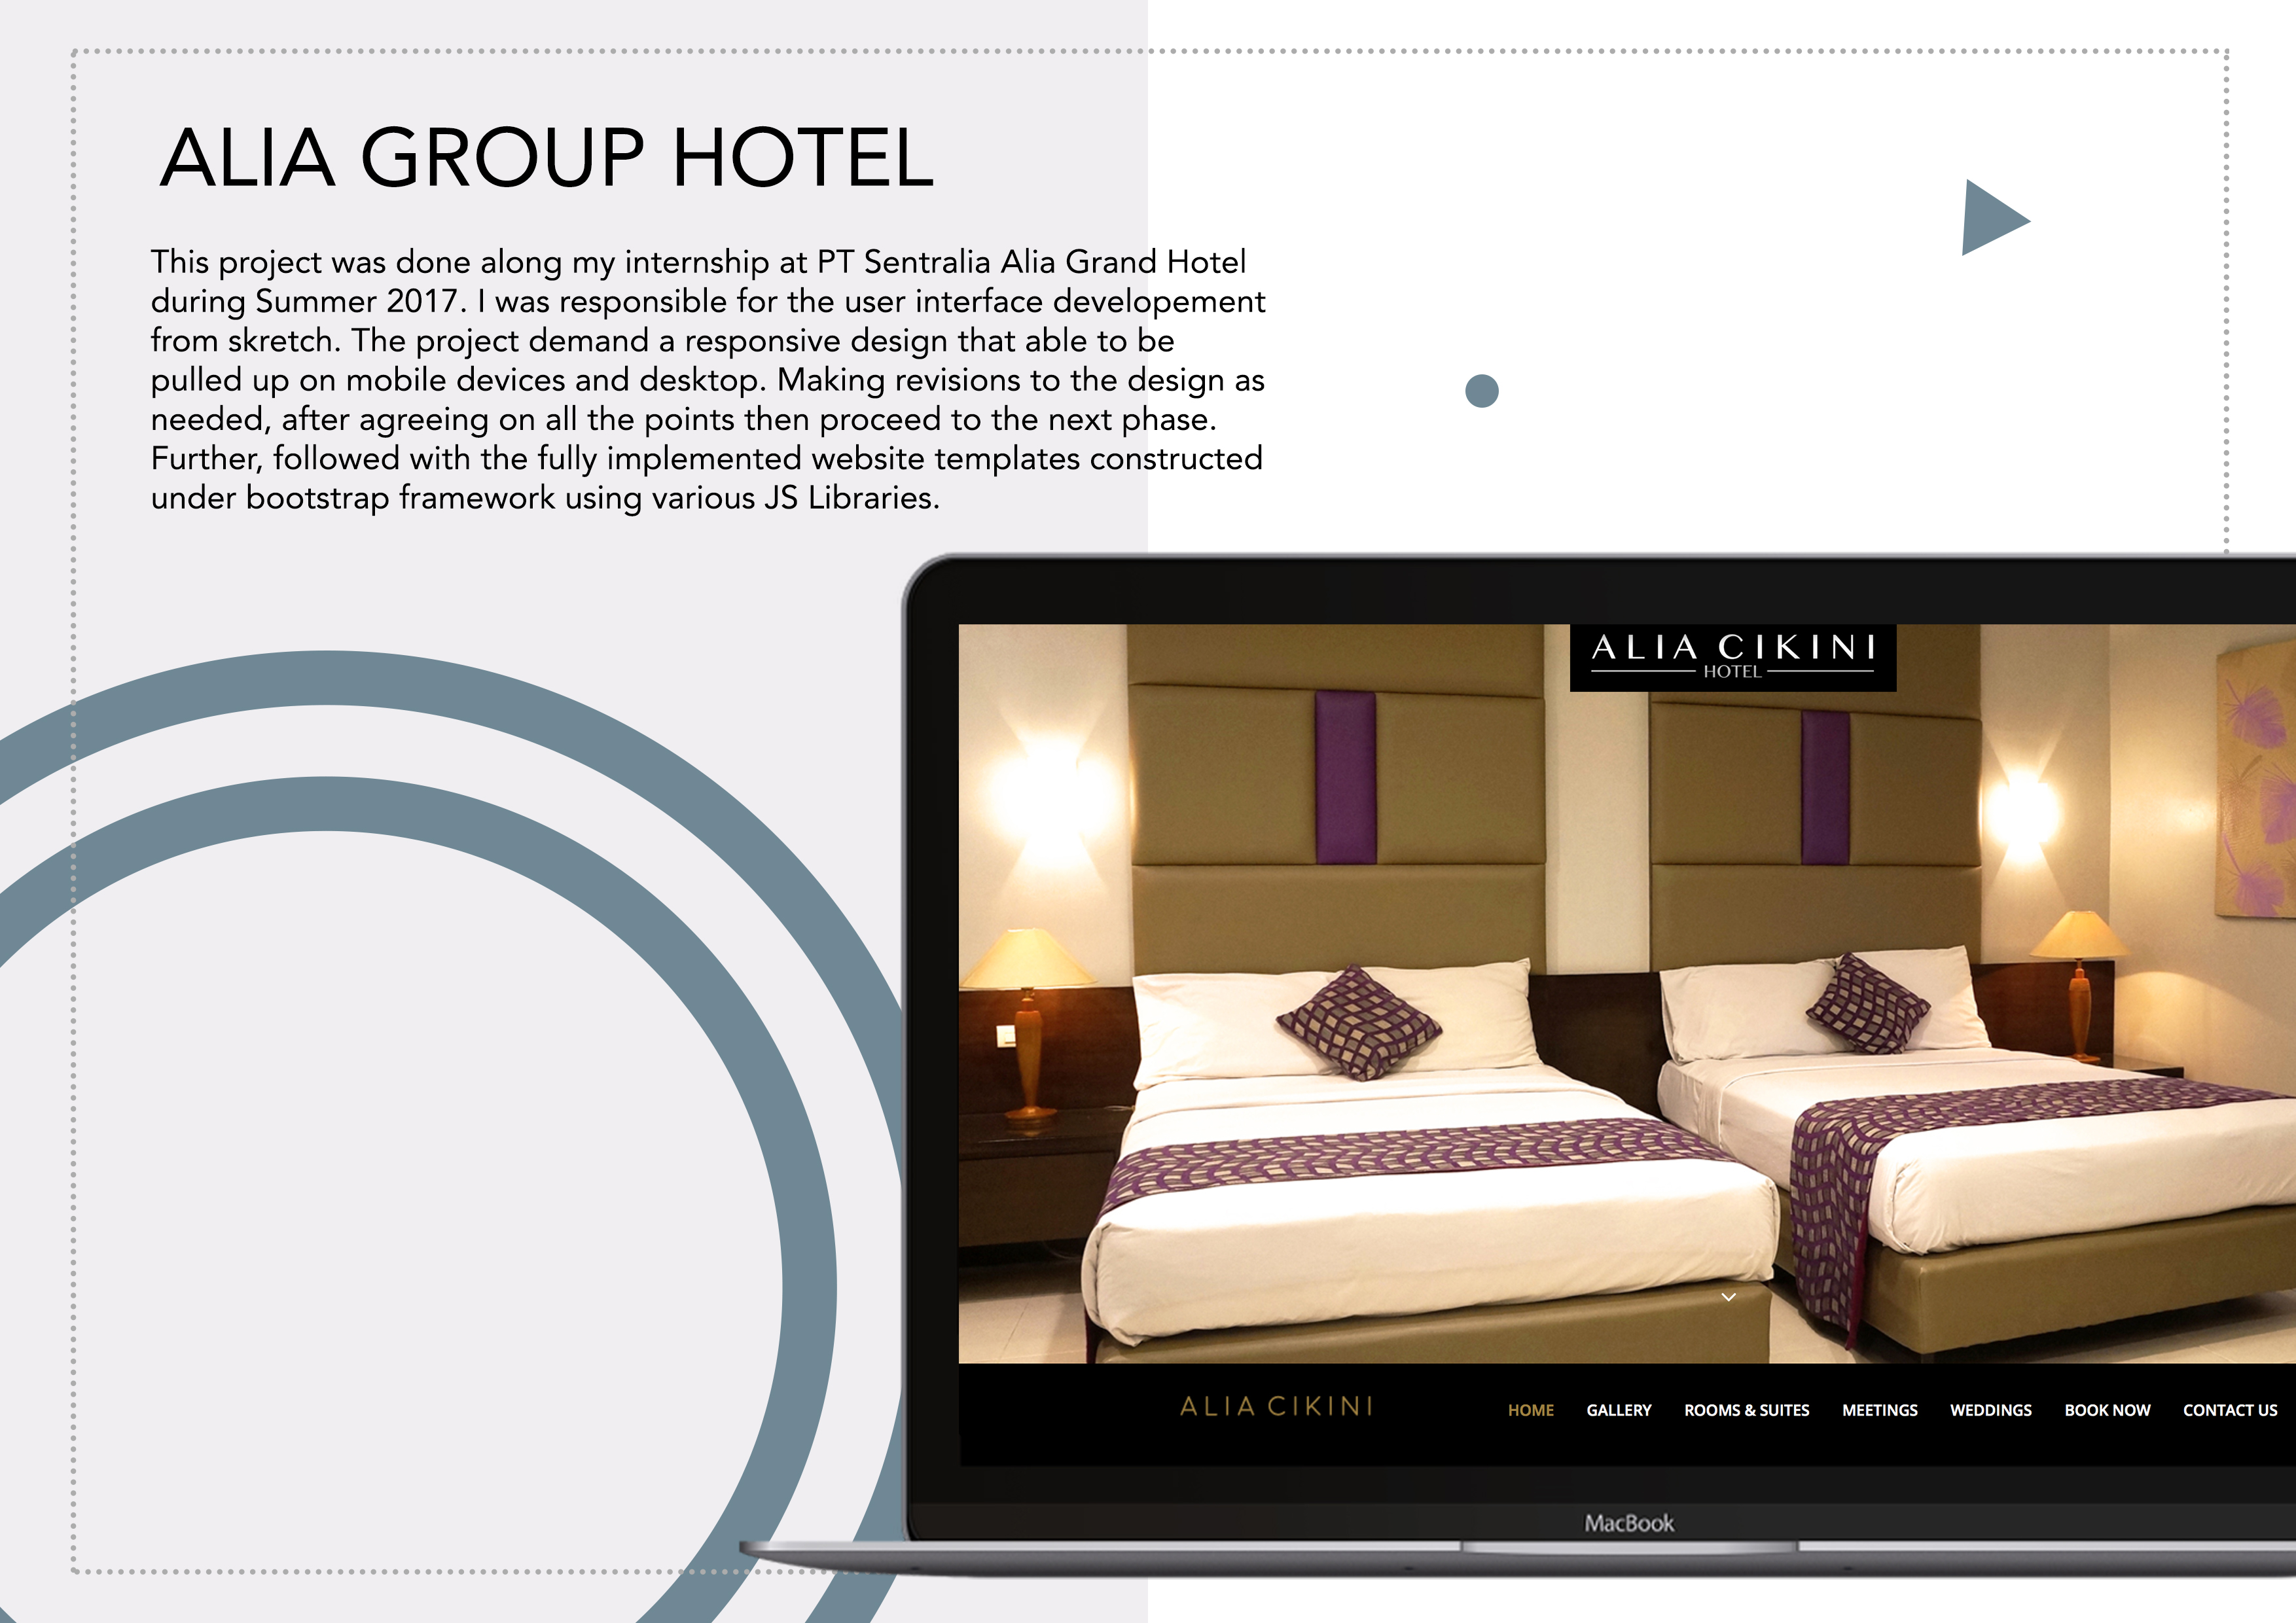 ALIA GROUP HOTEL
This project was done along my internship at PT Sentralia Alia Grand Hotel
during Summer 2017. I was responsible for the user interface developement
from skretch. The project demand a responsive design that able to be
pulled up on mobile devices and desktop. Making revisions to the design as
needed, after agreeing on all the points then proceed to the next phase.
Further, followed with the fully implemented website templates constructed
under bootstrap framework using various JS Libraries.
ALIA CIKINI
HOTEL
ALIA CIKINI HOME GALLERY ROOMS & SUITES MEETINGS WEDDINGS BOOK NOW CONTACT US
MacBook